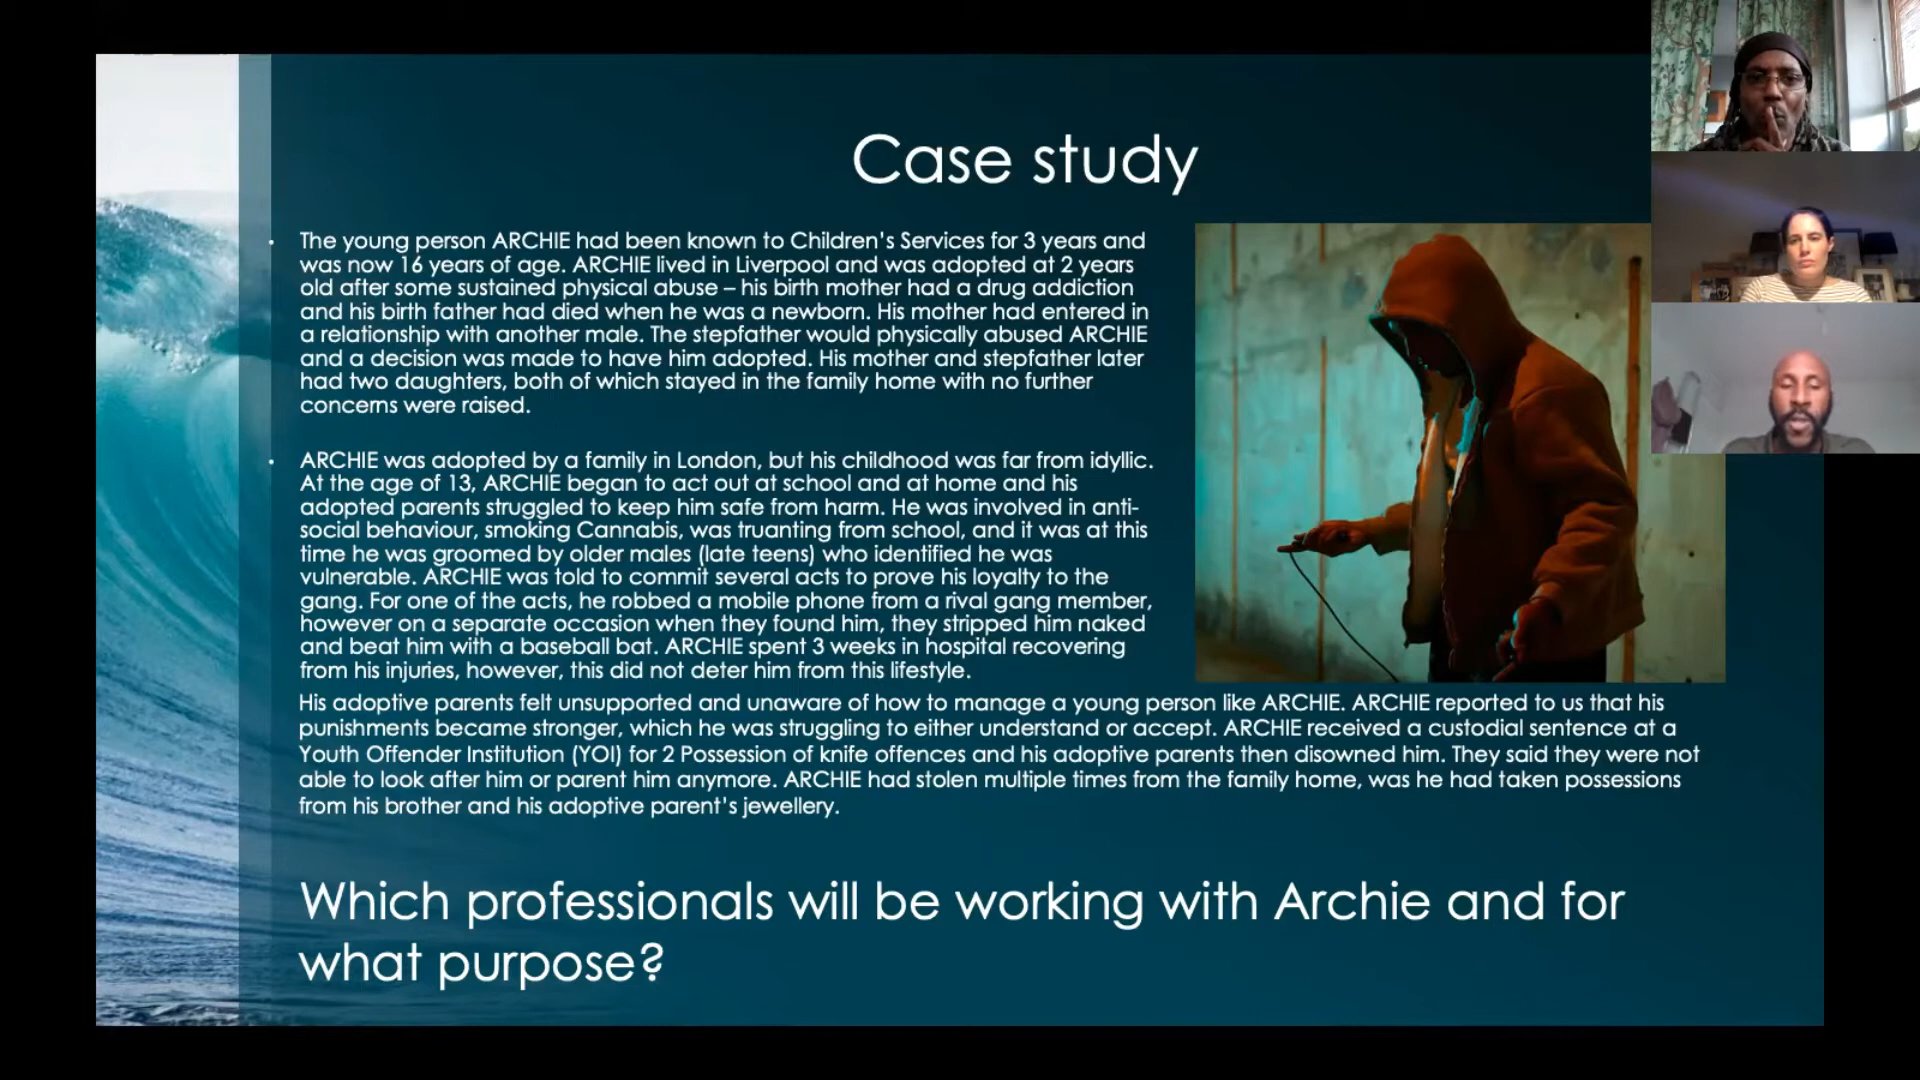 Case study
• The young person ARCHIE had been known to Children's Services for 3 years and
was now 16 years of age. ARCHIE lived in Liverpool and was adopted at 2 years
old after some sustained physical abuse – his birth mother had a drug addiction
and his birth father had died when he was a newborn. His mother had entered in
a relationship with another male. The stepfather would physically abused ARCHIE
and a decision was made to have him adopted. His mother and stepfather later
had two daughters, both of which stayed in the family home with no further
concerns were raised.
• ARCHIE was adopted by a family in London, but his childhood was far from idyllic.
At the age of 13, ARCHIE began to act out at school and at home and his
adopted parents struggled to keep him safe from harm. He was involved in anti-
social behaviour, smoking Cannabis, was truanting from school, and it was at this
time he was groomed by older males (late teens) who identified he was
vulnerable. ARCHIE was told to commit several acts to prove his loyalty to the
gang. For one of the acts, he robbed a mobile phone from a rival gang member,
however on a separate occasion when they found him, they stripped him naked
and beat him with a baseball bat. ARCHIE spent 3 weeks in hospital recovering
from his injuries, however, this did not deter him from this lifestyle.
His adoptive parents felt unsupported and unaware of how to manage a young person like ARCHIE. ARCHIE reported to us that his
punishments became stronger, which he was struggling to either understand or accept. ARCHIE received a custodial sentence at a
Youth Offender Institution (YOI) for 2 Possession of knife offences and his adoptive parents then disowned him. They said they were not
able to look after him or parent him anymore. ARCHIE had stolen multiple times from the family home, was he had taken possessions
from his brother and his adoptive parent's jewellery.
Which professionals will be working with Archie and for
what purpose?